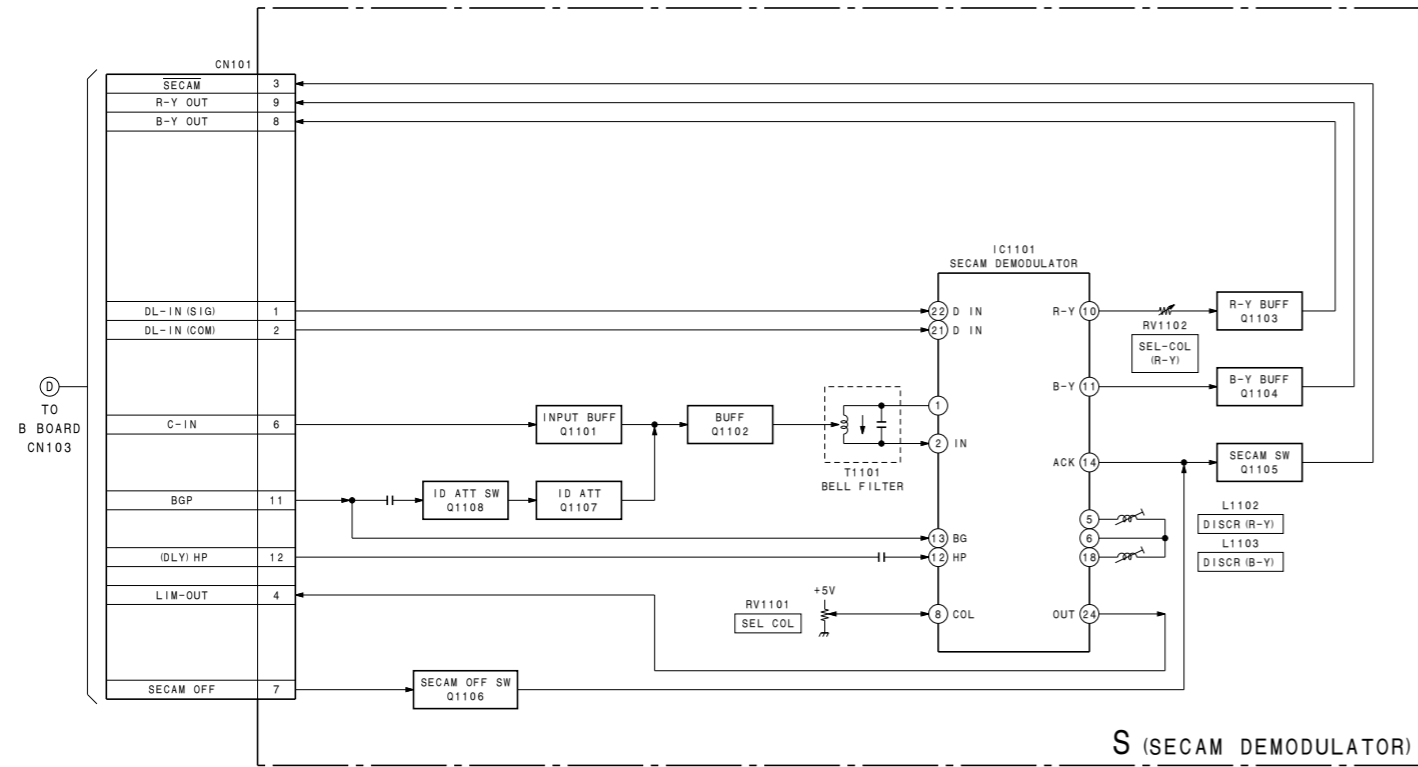 CN101
SECAM 3
R-Y OUT 9
B-Y OUT 8
IC1101
SECAM DEMODULATOR
DL-IN (SIG) 1
22 D IN
R-Y 10
R-Y BUFF
Q1103
DL-IN (COM) 2
21 D IN
RV1102
SEL-COL
(R-Y)
D
TO
B BOARD
CN103
B-Y 11
B-Y BUFF
Q1104
C-IN 6
INPUT BUFF
Q1101
BUFF
Q1102
1
2 IN
T1101
BELL FILTER
ACK 14
SECAM SW
Q1105
BGP 11
ID ATT SW
Q1108
ID ATT
Q1107
5
6
18
L1102
DISCR (R-Y)
L1103
DISCR (B-Y)
13 BG
(DLY) HP 12
12 HP
LIM-OUT 4
+5V
RV1101
SEL COL
8 COL
OUT 24
SECAM OFF 7
SECAM OFF SW
Q1106
S (SECAM DEMODULATOR)